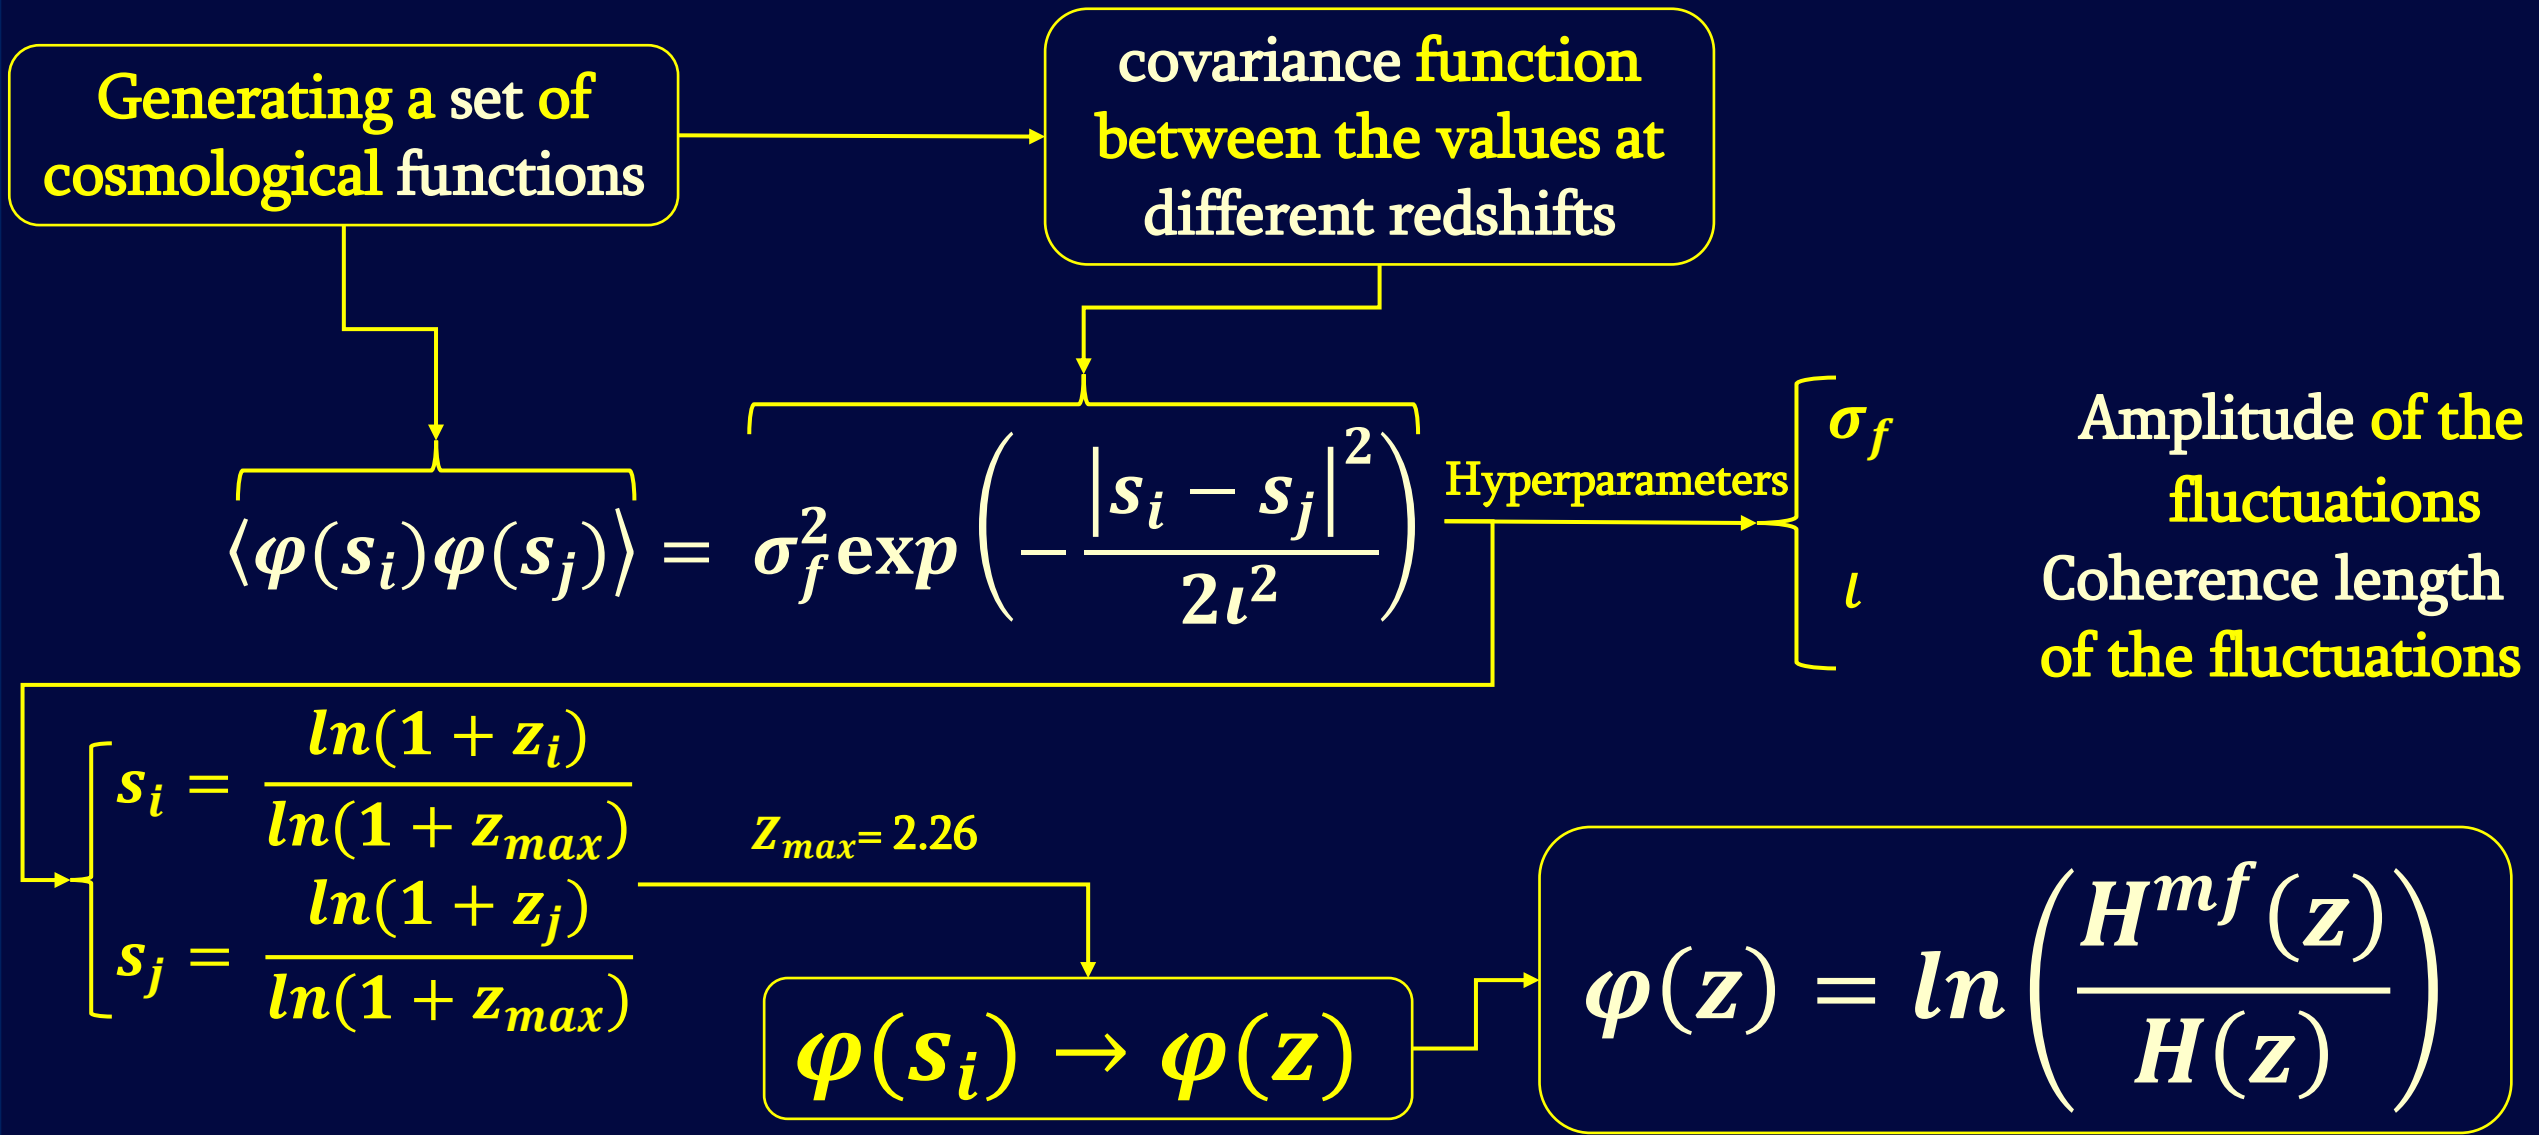 Generating a set of
cosmological functions
covariance function
between the values at
different redshifts
⟨φ(s_i)φ(s_j)⟩ = σ_f^2 exp(−|s_i − s_j|^2 / 2ι^2)
Hyperparameters
σ_f
Amplitude of the
fluctuations
ι
Coherence length
of the fluctuations
s_i = ln(1 + z_i) / ln(1 + z_max)
s_j = ln(1 + z_j) / ln(1 + z_max)
z_max= 2.26
φ(s_i) → φ(z)
φ(z) = ln(H^mf(z) / H(z))